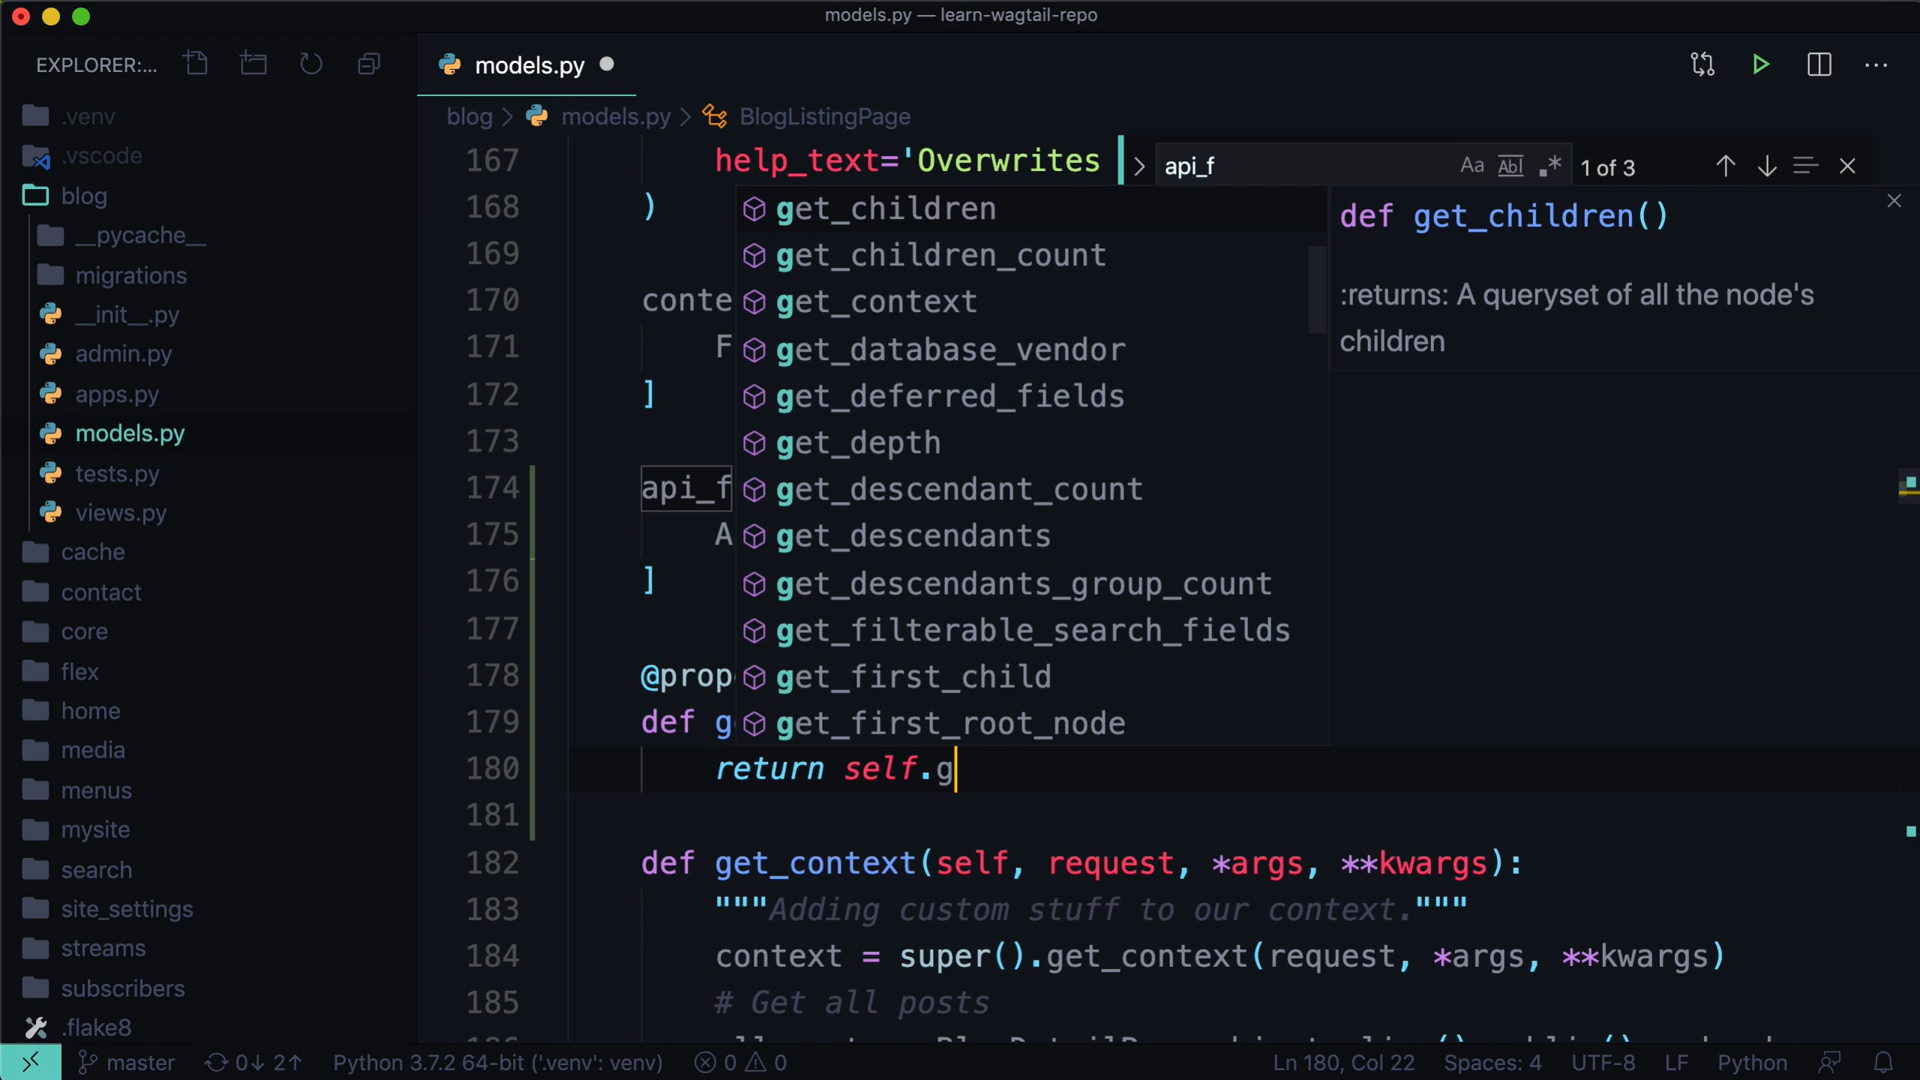 models.py — learn-wagtail-repo
EXPLORER:...
models.py
blog > models.py > BlogListingPage
.venv
.vscode
blog
__pycache__
migrations
__init__.py
admin.py
apps.py
models.py
tests.py
views.py
cache
contact
core
flex
home
media
menus
mysite
search
site_settings
streams
subscribers
.flake8
167 help_text='Overwrites
168 )
169
170 conte
171 F
172 ]
173
174 api_f
175 A
176 ]
177
178 @prop
179 def g
180 return self.g
181
182 def get_context(self, request, *args, **kwargs):
183 """Adding custom stuff to our context."""
184 context = super().get_context(request, *args, **kwargs)
185 # Get all posts
api_f Aa Abl .* 1 of 3
get_children
get_children_count
get_context
get_database_vendor
get_deferred_fields
get_depth
get_descendant_count
get_descendants
get_descendants_group_count
get_filterable_search_fields
get_first_child
get_first_root_node
def get_children()
:returns: A queryset of all the node's
children
master 0↓ 2↑ Python 3.7.2 64-bit ('.venv': venv) 0 0 Ln 180, Col 22 Spaces: 4 UTF-8 LF Python